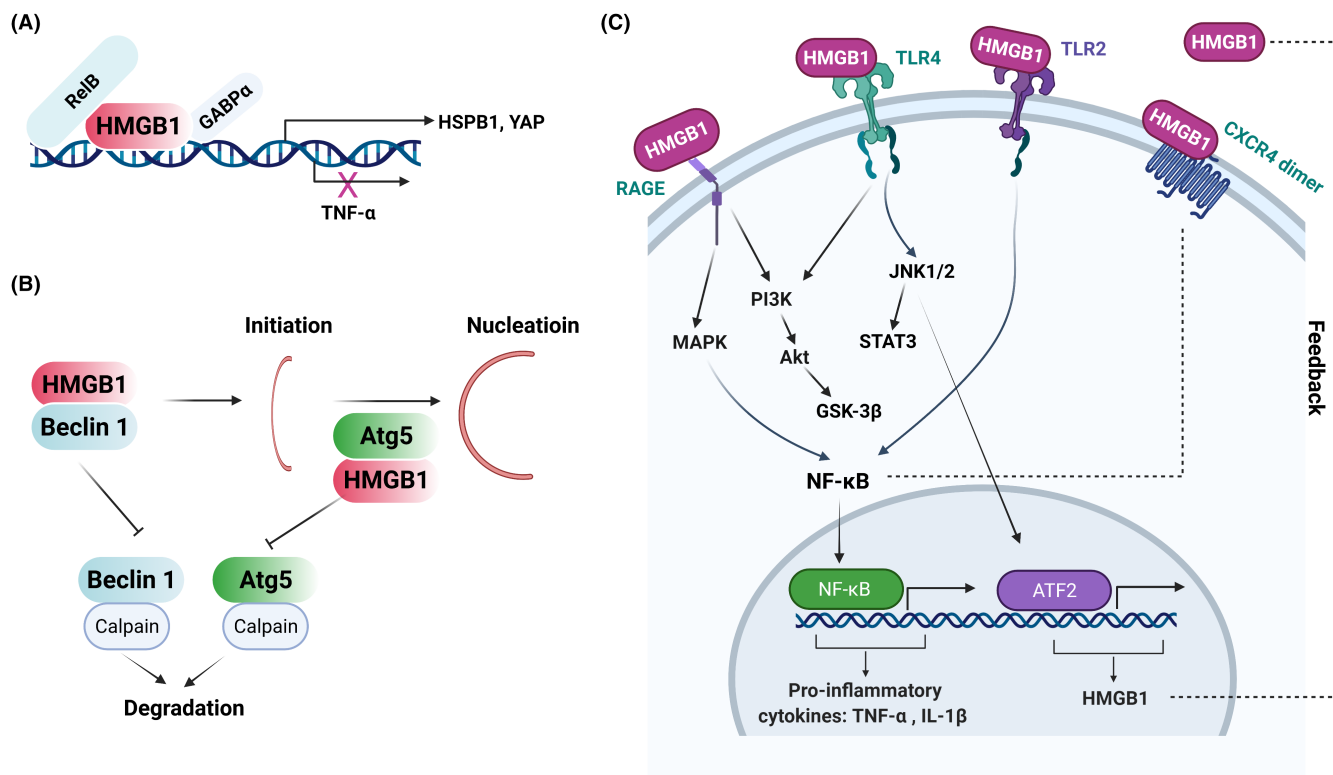 (A)
RelB
HMGB1
GABPα
HSPB1, YAP
X
TNF-α
(B)
Initiation
Nucleatioin
HMGB1
Beclin 1
Atg5
HMGB1
Beclin 1
Calpain
Atg5
Calpain
Degradation
(C)
HMGB1
TLR4
HMGB1
TLR2
HMGB1
HMGB1
RAGE
HMGB1
CXCR4 dimer
PI3K
JNK1/2
MAPK
Akt
STAT3
GSK-3β
NF-κB
Feedback
NF-κB
ATF2
Pro-inflammatory
cytokines: TNF-α , IL-1β
HMGB1